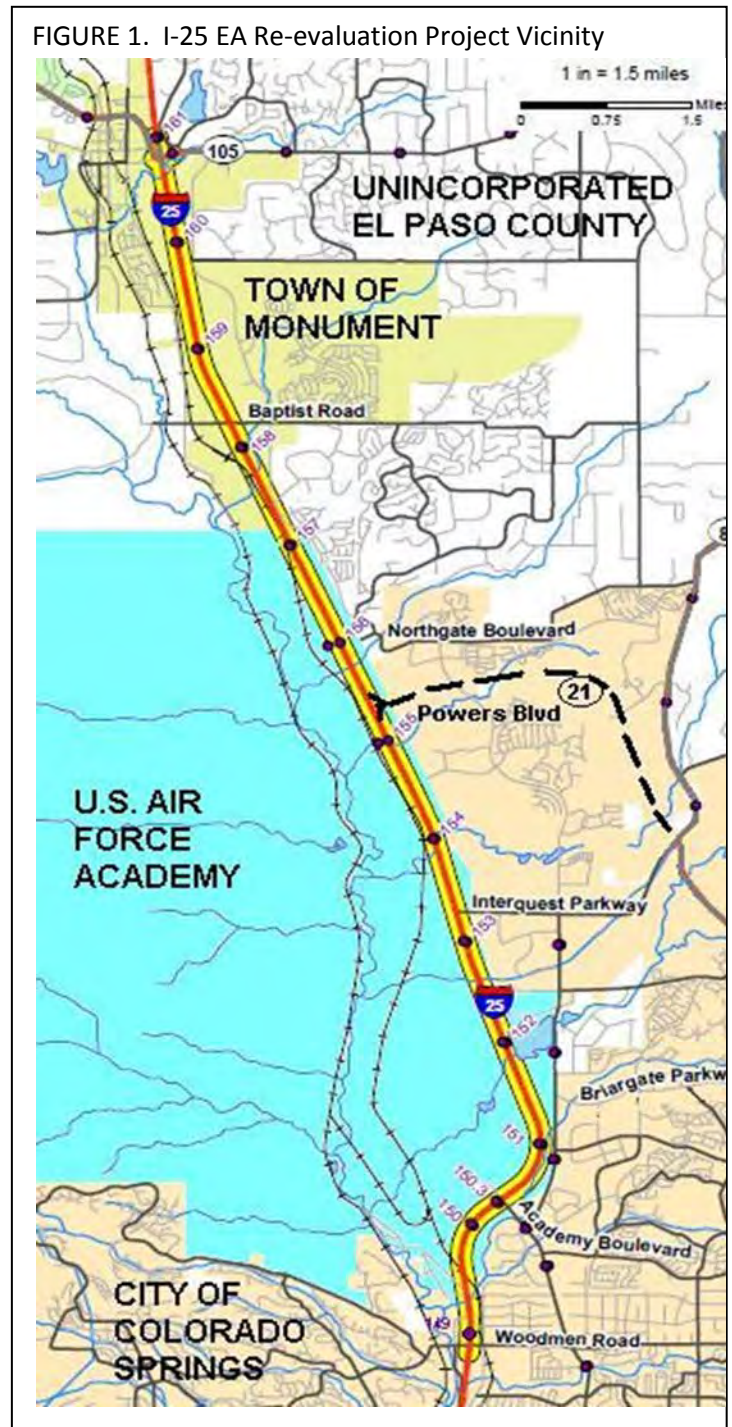 FIGURE 1. I-25 EA Re-evaluation Project Vicinity
1 in = 1.5 miles
Miles
0 0.75 1.5
161
105
UNINCORPORATED
EL PASO COUNTY
25
160
TOWN OF
MONUMENT
159
Baptist Road
158
157
8
156
Northgate Boulevard
21
Powers Blvd
155
U.S. AIR
FORCE
ACADEMY
154
Interquest Parkway
153
25
152
Briargate Parkw
151
150.3
150
Academy Boulevard
CITY OF
COLORADO
SPRINGS
149
Woodmen Road